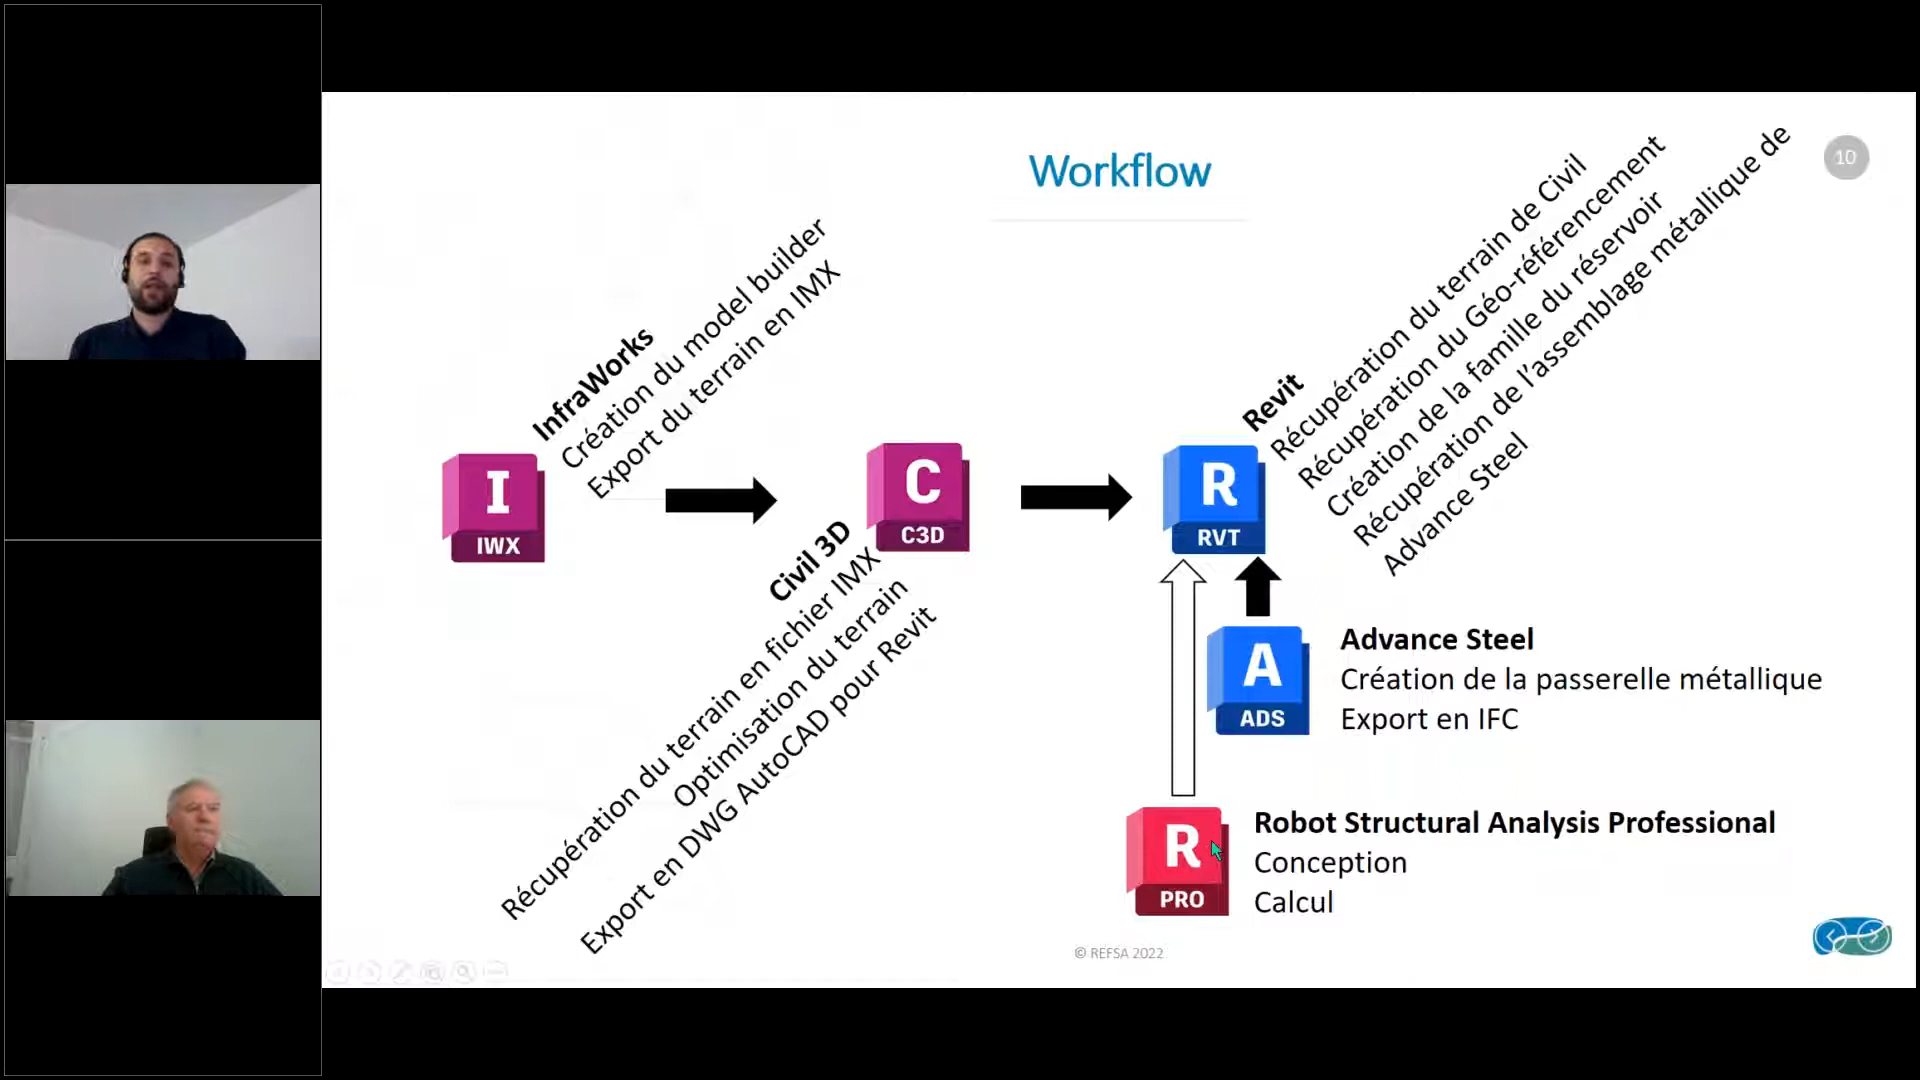 Workflow
10
InfraWorks
Création du model builder
Export du terrain en IMX
I
IWX
Civil 3D
Récupération du terrain en fichier IMX
Optimisation du terrain
Export en DWG AutoCAD pour Revit
C
C3D
Revit
Récupération du terrain de Civil
Récupération du Géo-référencement
Création de la famille du réservoir
Récupération de l'assemblage métallique de
Advance Steel
R
RVT
A
ADS
Advance Steel
Création de la passerelle métallique
Export en IFC
R
PRO
Robot Structural Analysis Professional
Conception
Calcul
© REFSA 2022